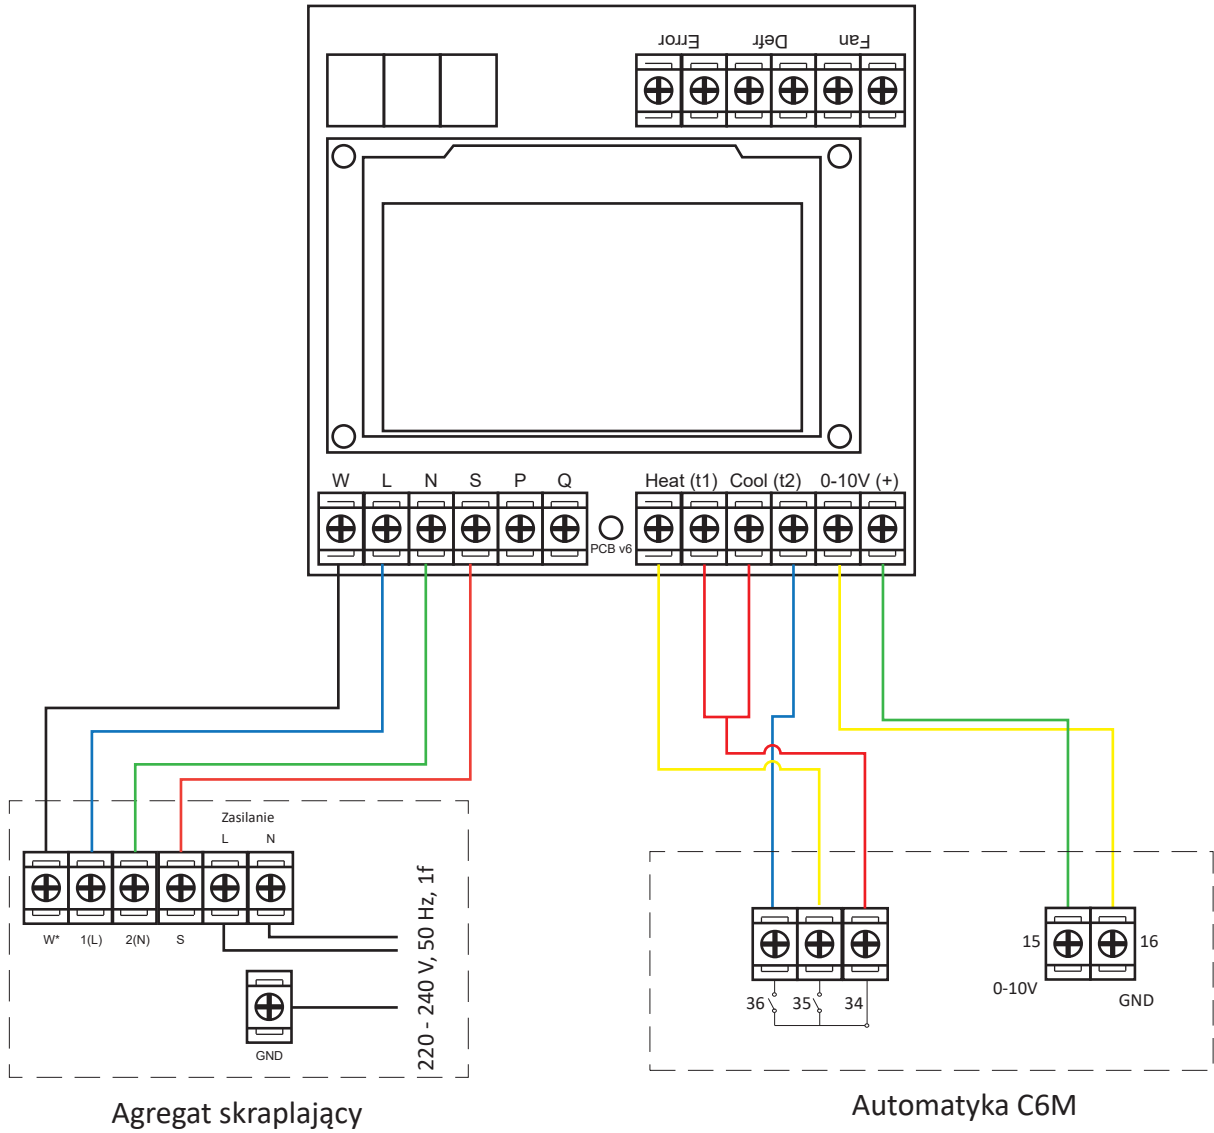 Error Defr Fan
W L N S P Q
Heat (t1) Cool (t2) 0-10V (+)
PCB v6
Zasilanie
L N
W* 1(L) 2(N) S
GND
220 - 240 V, 50 Hz, 1f
Agregat skraplający
36 35 34
15 16
0-10V
GND
Automatyka C6M